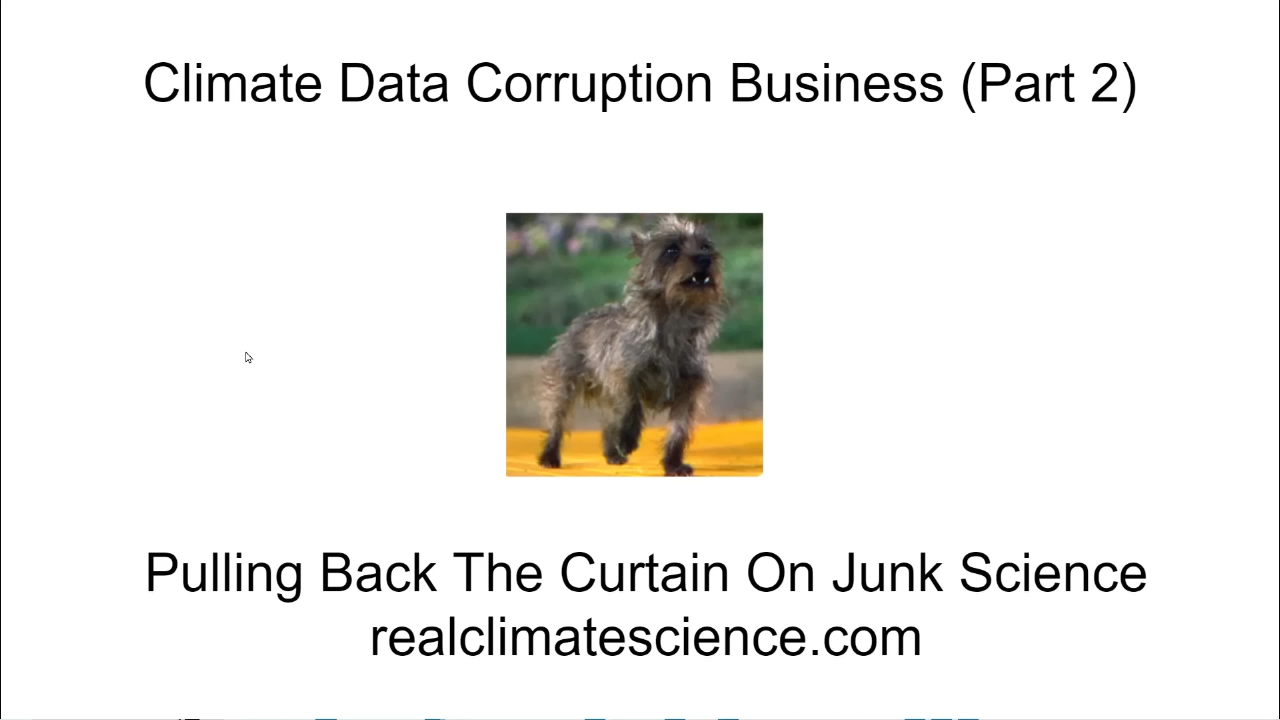 Climate Data Corruption Business (Part 2)
Pulling Back The Curtain On Junk Science
realclimatescience.com